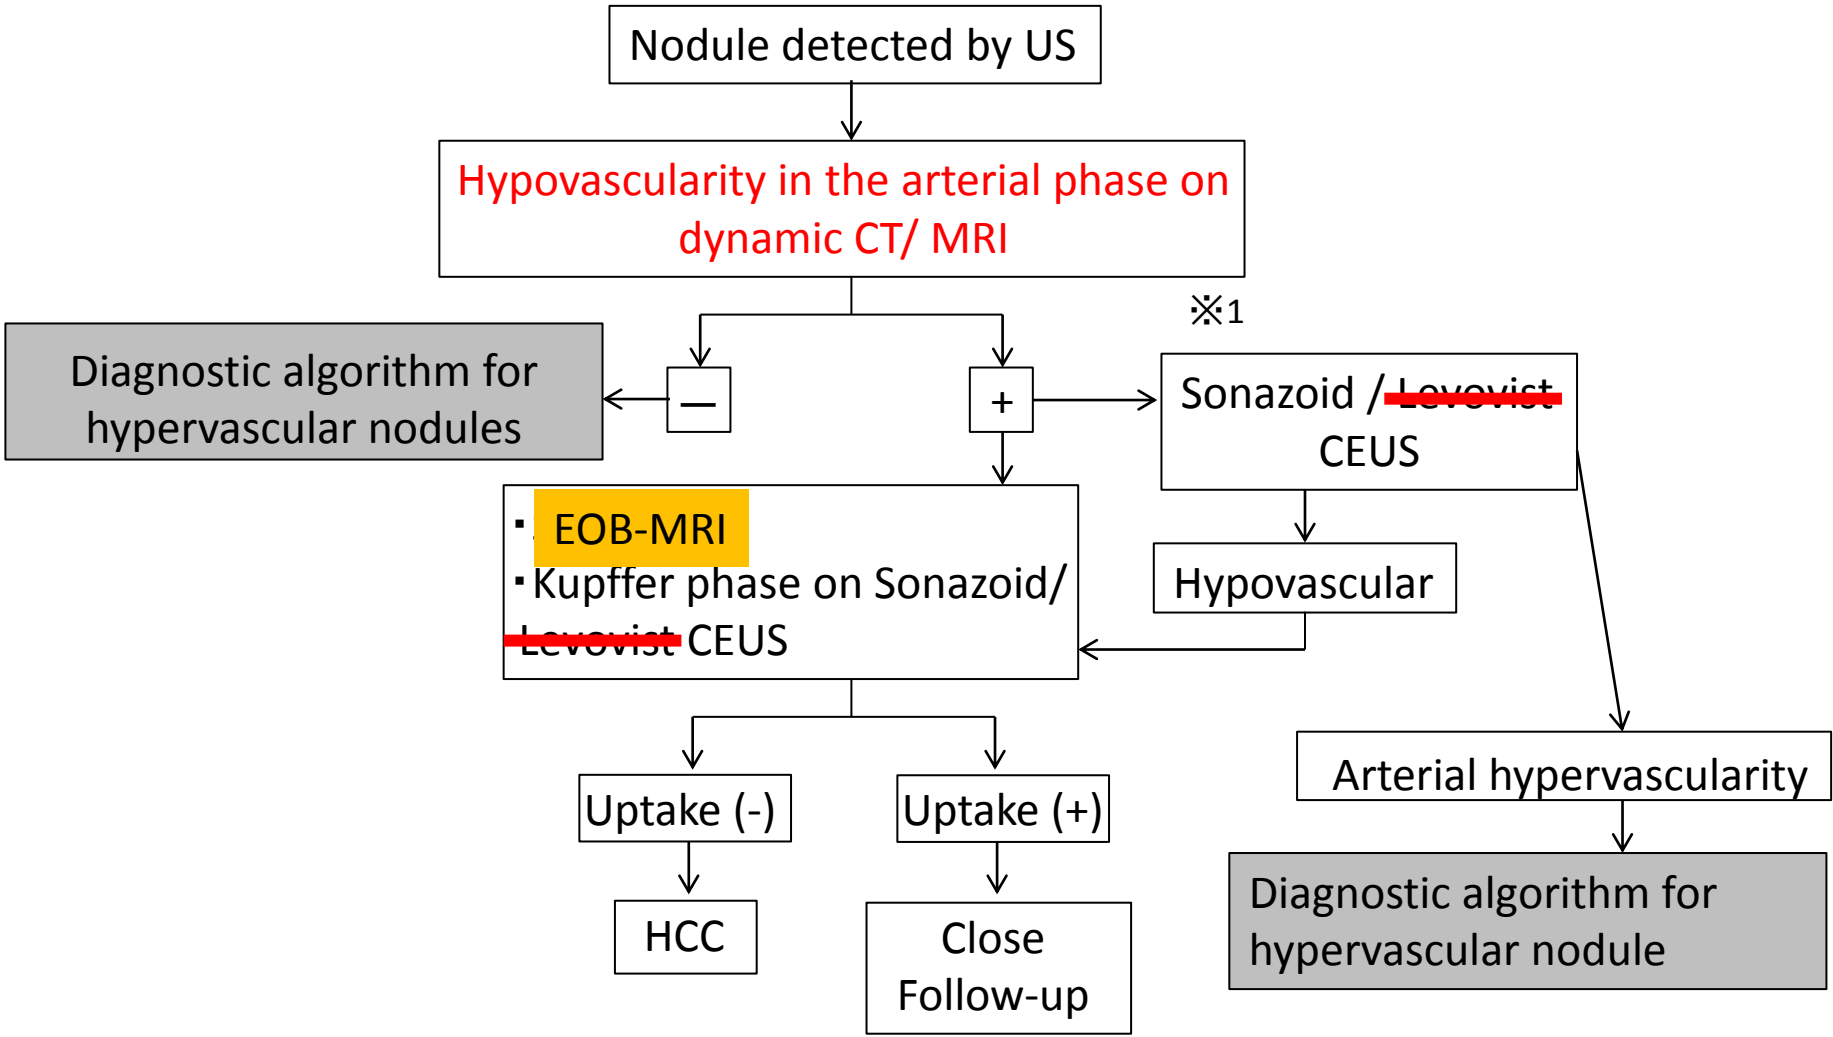 Nodule detected by US
Hypovascularity in the arterial phase on
dynamic CT/ MRI
※1
Diagnostic algorithm for
hypervascular nodules
—
+
Sonazoid / Levovist
CEUS
・EOB-MRI
・Kupffer phase on Sonazoid/
Levovist CEUS
Hypovascular
Uptake (-)
Uptake (+)
Arterial hypervascularity
HCC
Close
Follow-up
Diagnostic algorithm for
hypervascular nodule